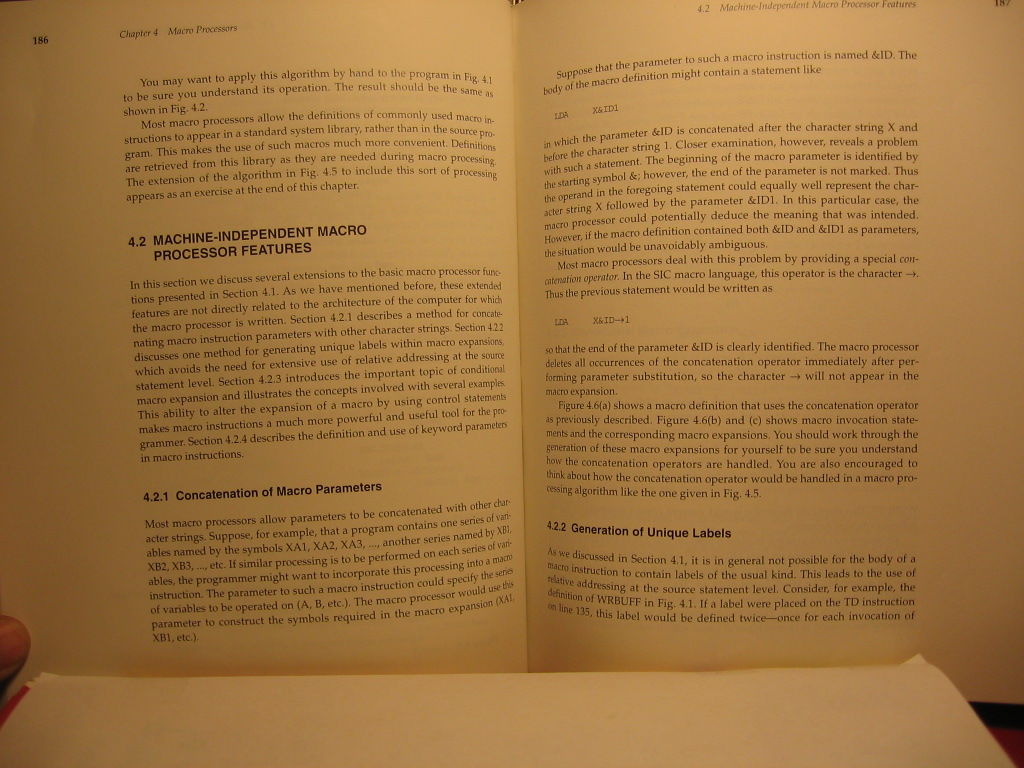 186
Chapter 4 Macro Processors
You may want to apply this algorithm by hand to the program in Fig. 4.1
to be sure you understand its operation. The result should be the same as
shown in Fig. 4.2.
Most macro processors allow the definitions of commonly used macro in-
structions to appear in a standard system library, rather than in the source pro-
gram. This makes the use of such macros much more convenient. Definitions
are retrieved from this library as they are needed during macro processing.
The extension of the algorithm in Fig. 4.5 to include this sort of processing
appears as an exercise at the end of this chapter.
4.2 MACHINE-INDEPENDENT MACRO
PROCESSOR FEATURES
In this section we discuss several extensions to the basic macro processor func-
tions presented in Section 4.1. As we have mentioned before, these extended
features are not directly related to the architecture of the computer for which
the macro processor is written. Section 4.2.1 describes a method for concate-
nating macro instruction parameters with other character strings. Section 4.2.2
discusses one method for generating unique labels within macro expansions,
which avoids the need for extensive use of relative addressing at the source
statement level. Section 4.2.3 introduces the important topic of conditional
macro expansion and illustrates the concepts involved with several examples.
This ability to alter the expansion of a macro by using control statements
makes macro instructions a much more powerful and useful tool for the pro-
grammer. Section 4.2.4 describes the definition and use of keyword parameters
in macro instructions.
4.2.1 Concatenation of Macro Parameters
Most macro processors allow parameters to be concatenated with other char-
acter strings. Suppose, for example, that a program contains one series of vari-
ables named by the symbols XA1, XA2, XA3, ..., another series named by XB1,
XB2, XB3, ..., etc. If similar processing is to be performed on each series of vari-
ables, the programmer might want to incorporate this processing into a macro
instruction. The parameter to such a macro instruction could specify the series
of variables to be operated on (A, B, etc.). The macro processor would use this
parameter to construct the symbols required in the macro expansion (XA1,
XB1, etc.).
4.2 Machine-Independent Macro Processor Features
187
Suppose that the parameter to such a macro instruction is named &ID. The
body of the macro definition might contain a statement like
LDA X&ID1
in which the parameter &ID is concatenated after the character string X and
before the character string 1. Closer examination, however, reveals a problem
with such a statement. The beginning of the macro parameter is identified by
the starting symbol &; however, the end of the parameter is not marked. Thus
the operand in the foregoing statement could equally well represent the char-
acter string X followed by the parameter &ID1. In this particular case, the
macro processor could potentially deduce the meaning that was intended.
However, if the macro definition contained both &ID and &ID1 as parameters,
the situation would be unavoidably ambiguous.
Most macro processors deal with this problem by providing a special con-
catenation operator. In the SIC macro language, this operator is the character →.
Thus the previous statement would be written as
LDA X&ID→1
so that the end of the parameter &ID is clearly identified. The macro processor
deletes all occurrences of the concatenation operator immediately after per-
forming parameter substitution, so the character → will not appear in the
macro expansion.
Figure 4.6(a) shows a macro definition that uses the concatenation operator
as previously described. Figure 4.6(b) and (c) shows macro invocation state-
ments and the corresponding macro expansions. You should work through the
generation of these macro expansions for yourself to be sure you understand
how the concatenation operators are handled. You are also encouraged to
think about how the concatenation operator would be handled in a macro pro-
cessing algorithm like the one given in Fig. 4.5.
4.2.2 Generation of Unique Labels
As we discussed in Section 4.1, it is in general not possible for the body of a
macro instruction to contain labels of the usual kind. This leads to the use of
relative addressing at the source statement level. Consider, for example, the
definition of WRBUFF in Fig. 4.1. If a label were placed on the TD instruction
on line 135, this label would be defined twice—once for each invocation of